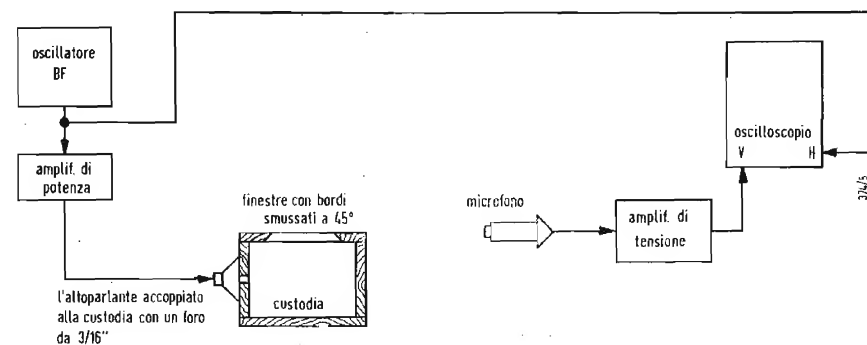 oscillatore
BF
amplif. di
potenza
l'altoparlante accoppiato
alla custodia con un foro
da 3/16"
finestre con bordi
smussati a 45°
custodia
microfono
amplif. di
tensione
oscilloscopio
V H
374/5